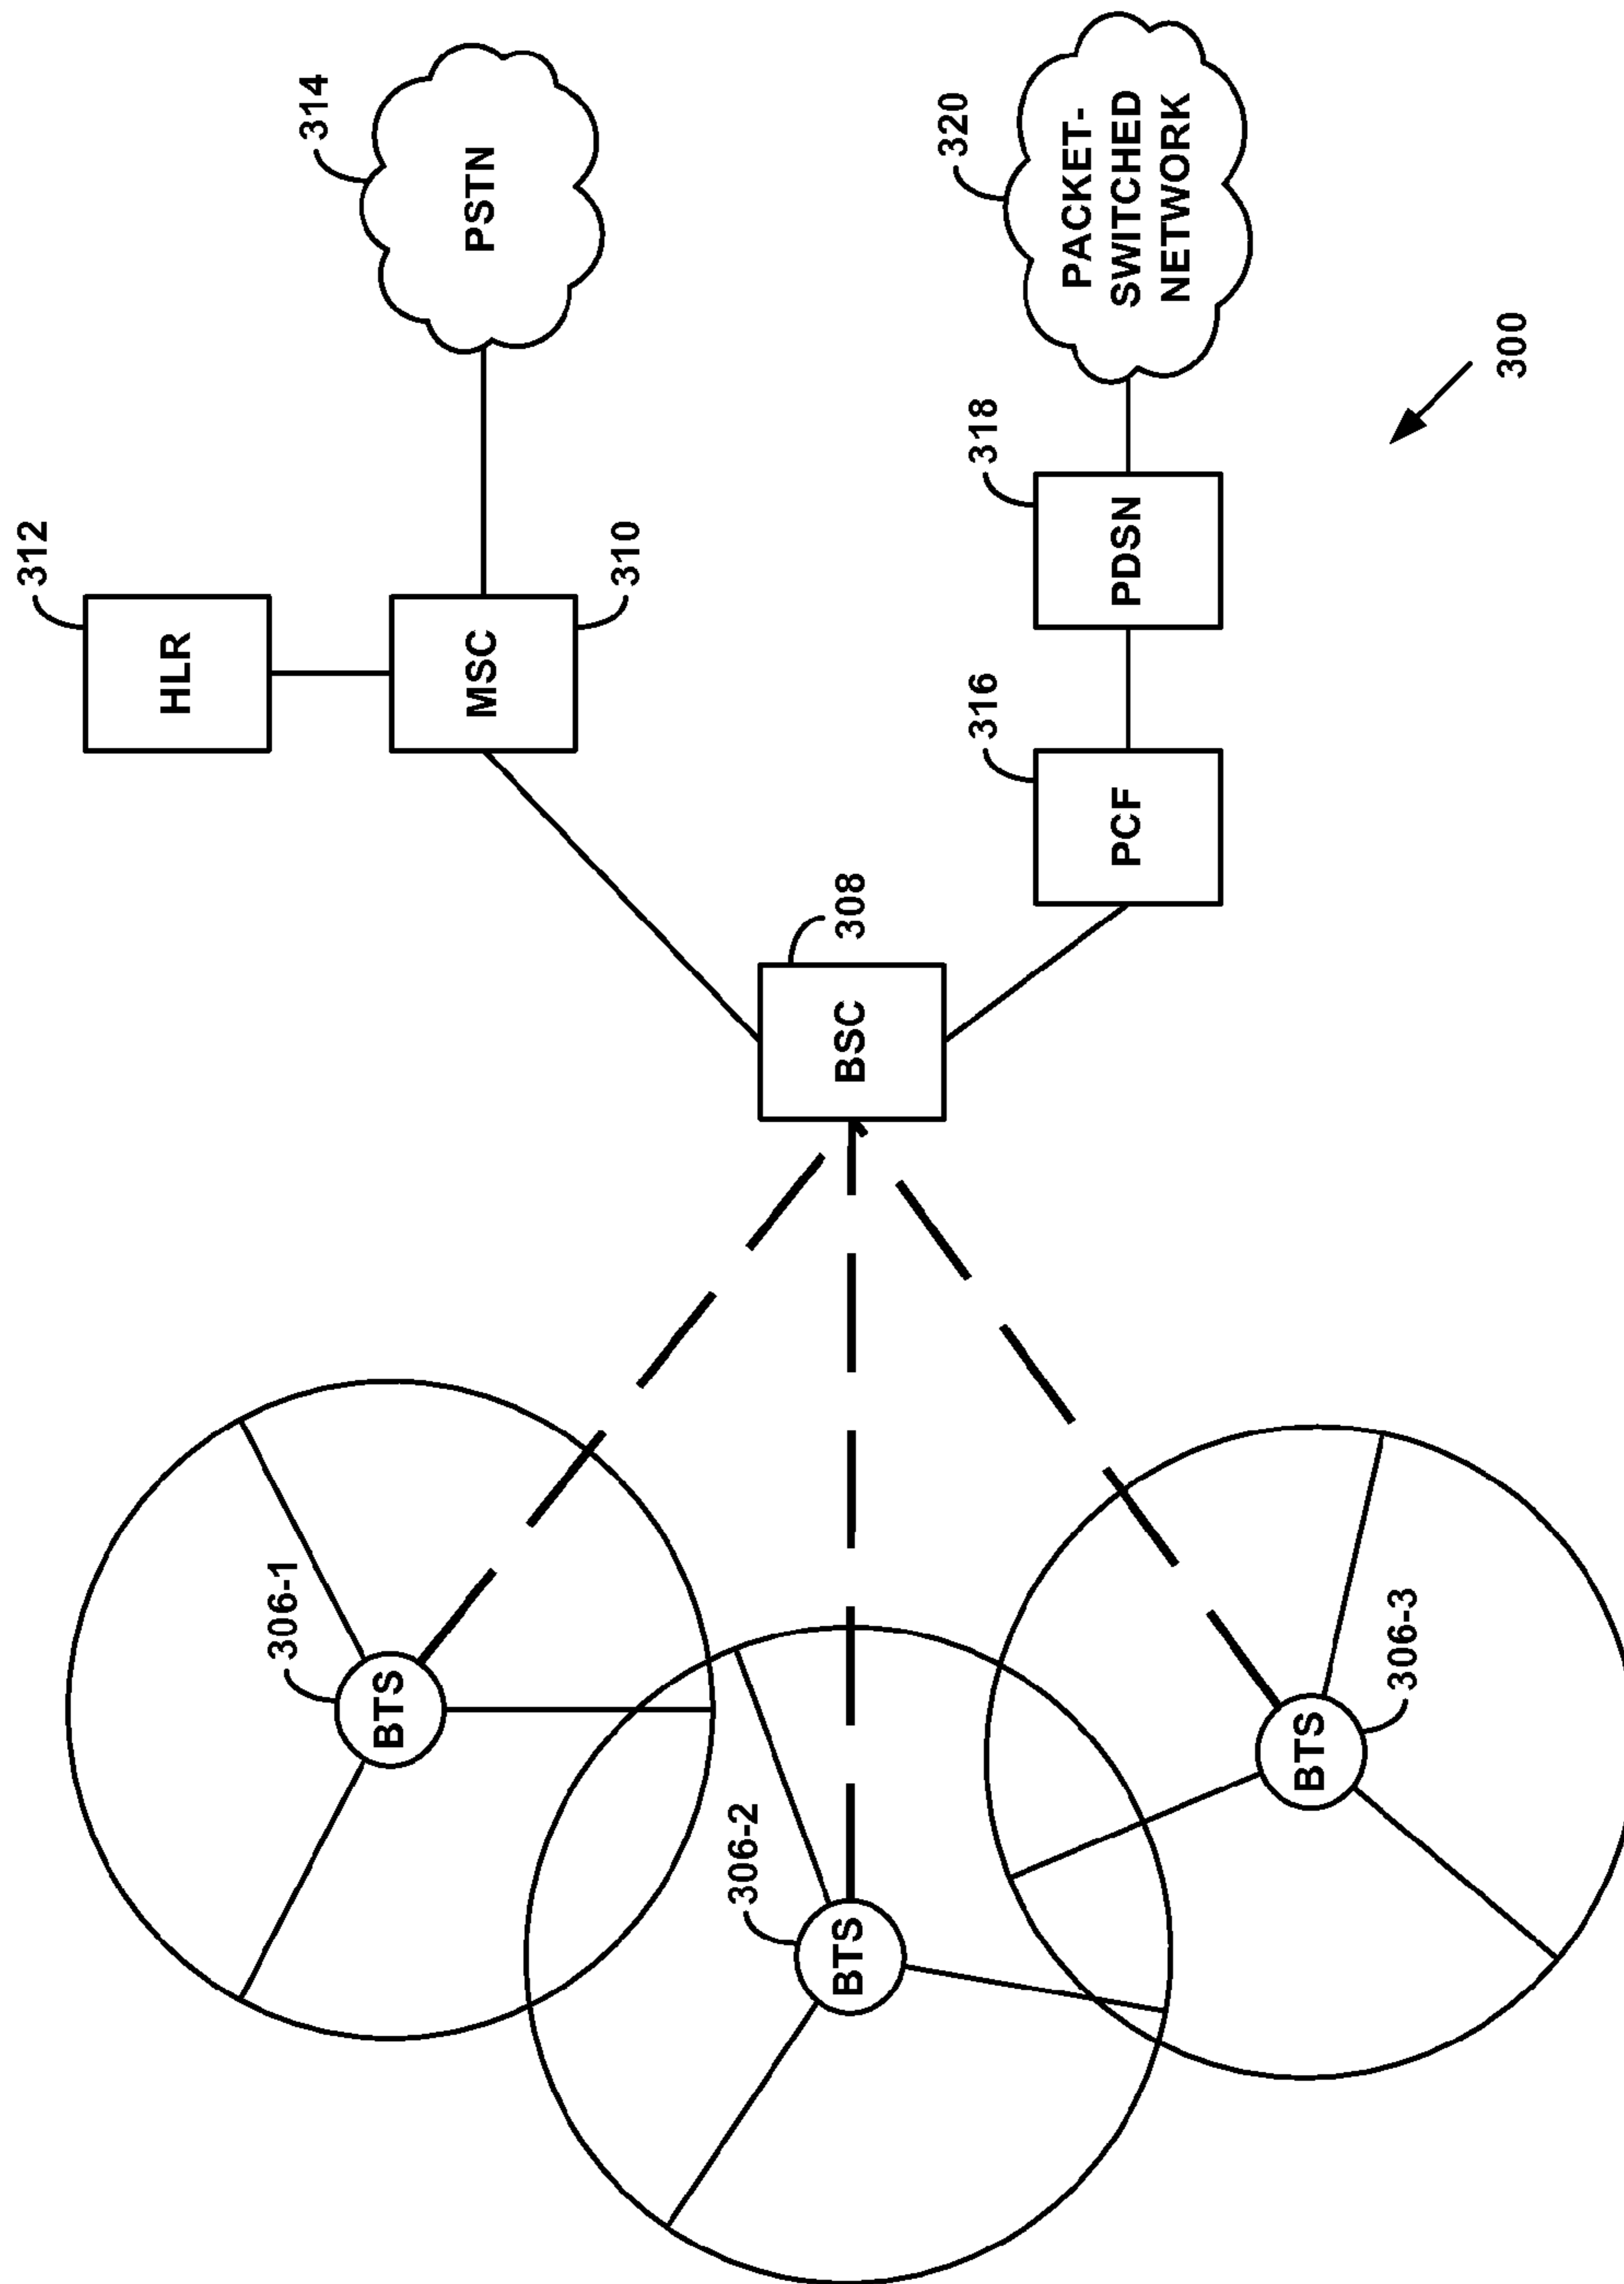 306-1
BTS
306-2
BTS
306-3
BTS
BSC
308
312
HLR
MSC
310
314
PSTN
316
PCF
318
PDSN
320
PACKET-
SWITCHED
NETWORK
300